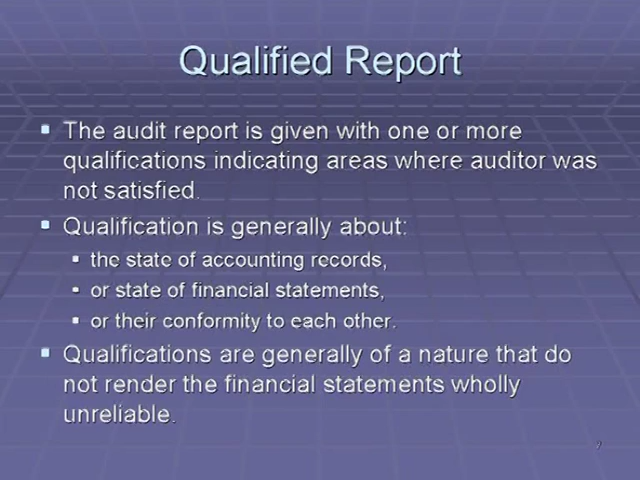 Qualified Report
The audit report is given with one or more
qualifications indicating areas where auditor was
not satisfied.
Qualification is generally about:
the state of accounting records,
or state of financial statements,
or their conformity to each other.
Qualifications are generally of a nature that do
not render the financial statements wholly
unreliable.